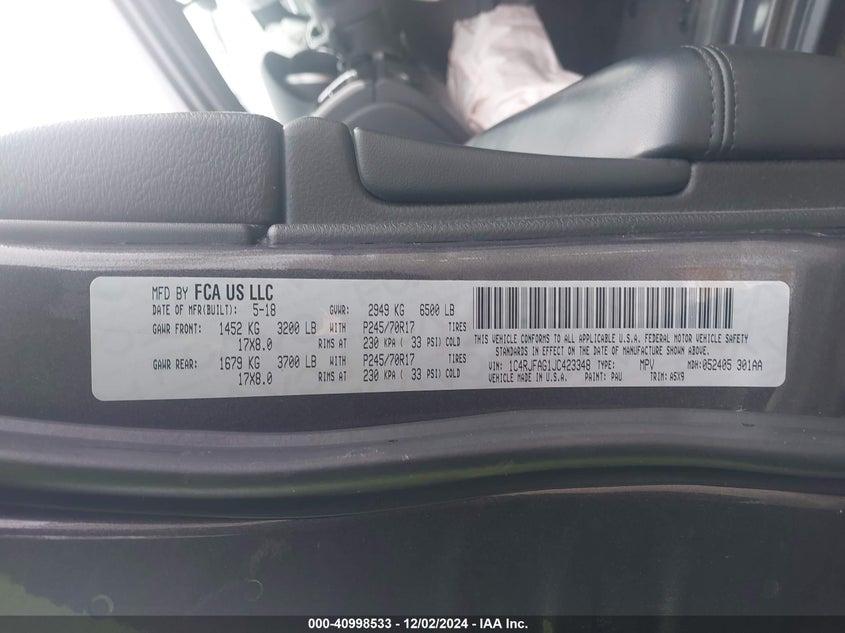 MFD BY FCA US LLC
DATE OF MFR(BUILT): 5-18 GVWR: 2949 KG 6500 LB
GAWR FRONT: 1452 KG 3200 LB WITH P245/70R17 TIRES
17X8.0 RIMS AT 230 KPA ( 33 PSI) COLD
GAWR REAR: 1679 KG 3700 LB WITH P245/70R17 TIRES
17X8.0 RIMS AT 230 KPA ( 33 PSI) COLD
THIS VEHICLE CONFORMS TO ALL APPLICABLE U.S.A. FEDERAL MOTOR VEHICLE SAFETY
STANDARDS IN EFFECT ON THE DATE OF MANUFACTURE SHOWN ABOVE.
VIN: 1C4RJFAG1JC423348 TYPE: MPV MDH:052405 901AA
VEHICLE MADE IN U.S.A. PAINT: PAU TRIM: A5X9
000-40998533 - 12/02/2024 - IAA